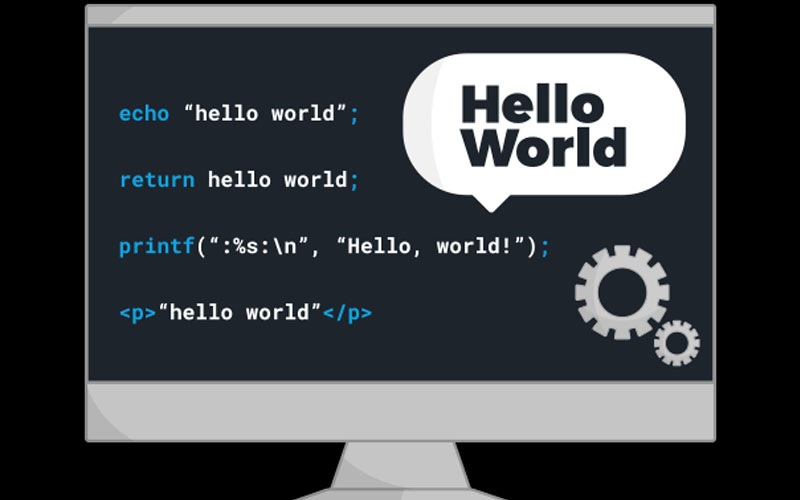 echo “hello world”;
Hello
World
return hello world;
printf(“:%s:\n”, “Hello, world!”);
<p>“hello world”</p>